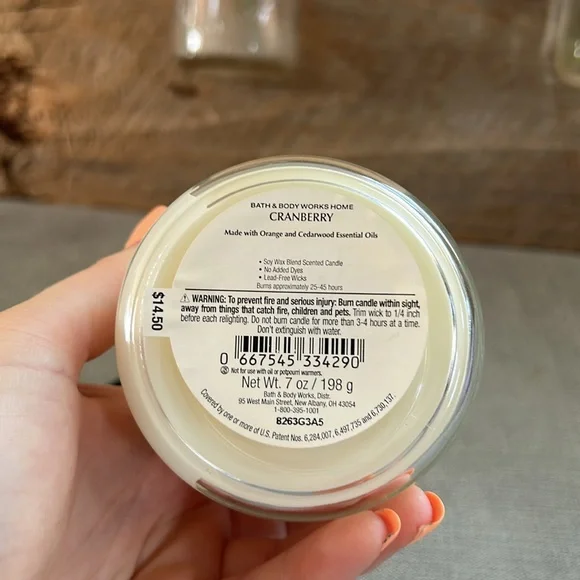 BATH & BODY WORKS HOME
CRANBERRY
Made with Orange and Cedarwood Essential Oils
• Soy Wax Blend Scented Candle
• No Added Dyes
• Lead-Free Wicks
Burns approximately 25-45 hours
$14.50
⚠ WARNING: To prevent fire and serious injury: Burn candle within sight,
away from things that catch fire, children and pets. Trim wick to 1/4 inch
before each relighting. Do not burn candle for more than 3-4 hours at a time.
Don't extinguish with water.
0 667545 334290
Not for use with oil or potpourri warmers.
Net Wt. 7 oz / 198 g
Bath & Body Works, Distr.
95 West Main Street, New Albany, OH 43054
1-800-395-1001
8263G3A5
Covered by one or more of U.S. Patent Nos. 6,284,007, 6,497,735 and 6,730,137.